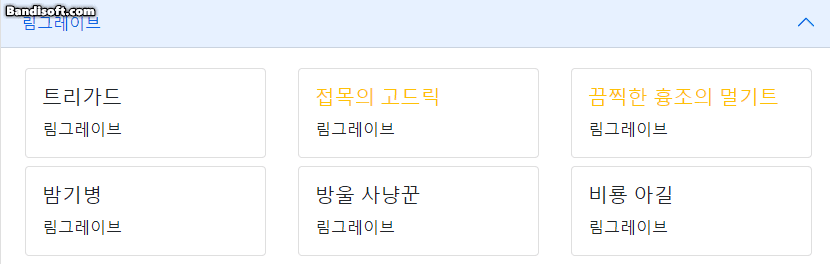 Bandisoft.com
림그레이브
트리가드
림그레이브
접목의 고드릭
림그레이브
끔찍한 흉조의 멀기트
림그레이브
밤기병
림그레이브
방울 사냥꾼
림그레이브
비룡 아길
림그레이브